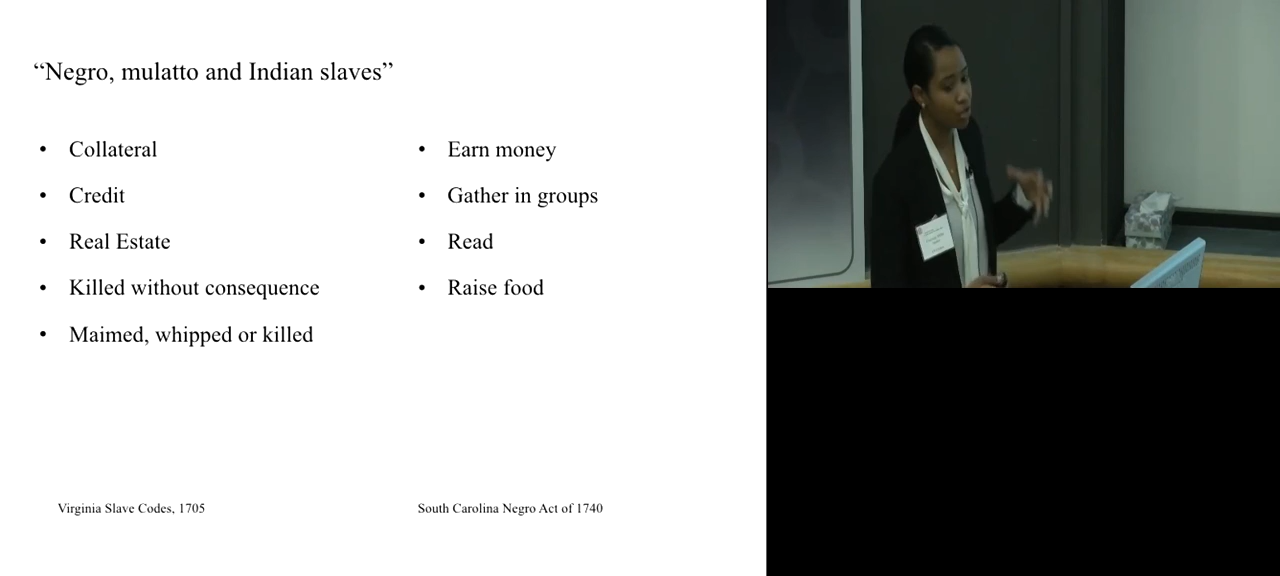 “Negro, mulatto and Indian slaves”
• Collateral
• Credit
• Real Estate
• Killed without consequence
• Maimed, whipped or killed
• Earn money
• Gather in groups
• Read
• Raise food
Virginia Slave Codes, 1705
South Carolina Negro Act of 1740